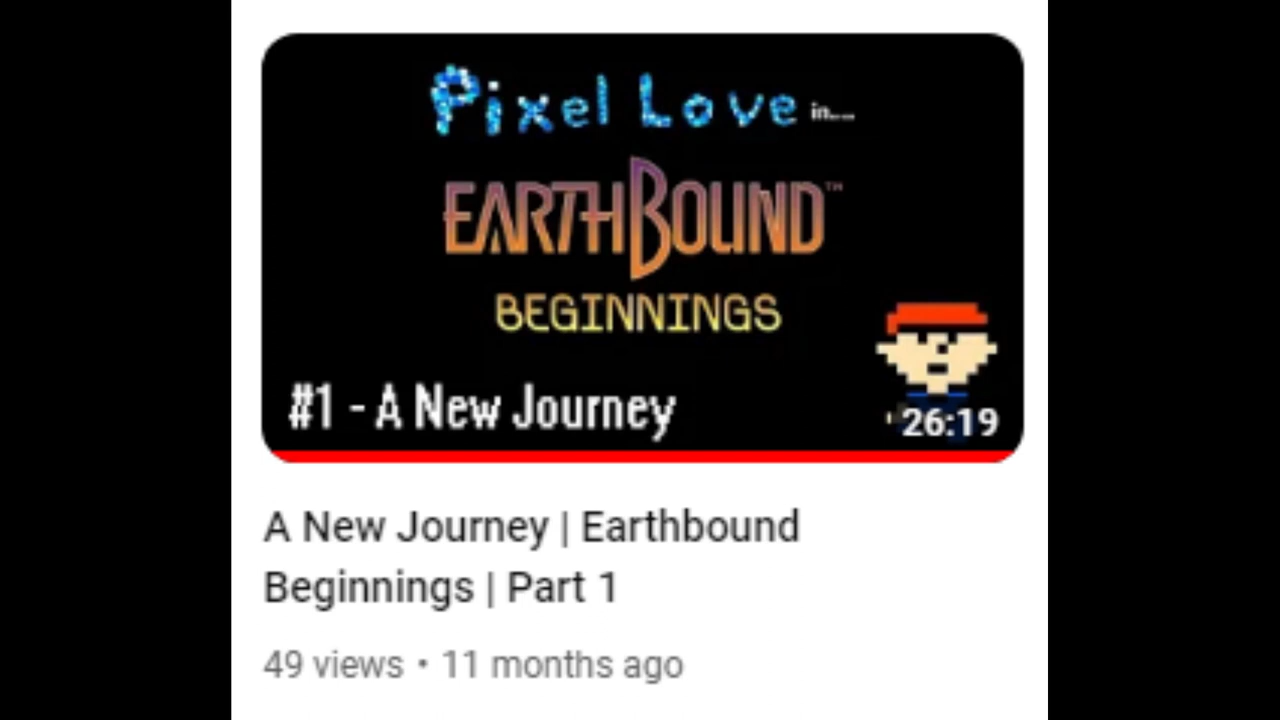 Pixel Love in.....
EARTHBOUND™
BEGINNINGS
#1 - A New Journey
26:19
A New Journey | Earthbound
Beginnings | Part 1
49 views • 11 months ago